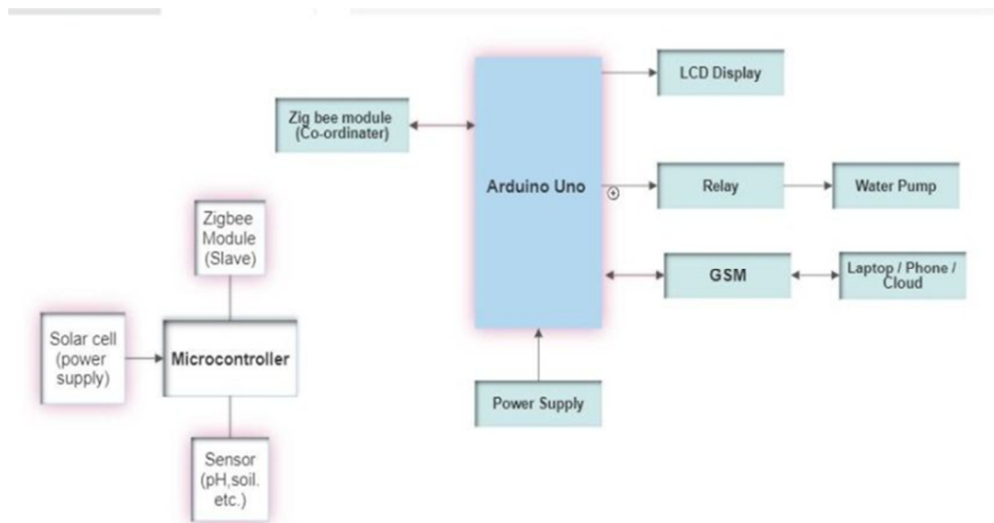 LCD Display
Zig bee module
(Co-ordinater)
Arduino Uno
Relay
Water Pump
Zigbee
Module
(Slave)
GSM
Laptop / Phone /
Cloud
Solar cell
(power
supply)
Microcontroller
Power Supply
Sensor
(pH,soil.
etc.)